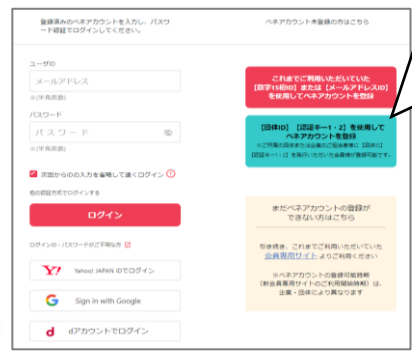 登録済みのベネアカウントを入力し、パスワ
ード認証でログインしてください。
ユーザID
メールアドレス
※(半角英数)
パスワード
パスワード
※(半角英数)
次回からIDの入力を省略して速くログイン
他の認証方式でログインする
ログイン
ログインID・パスワードがご不明な方
Yahoo! JAPAN IDでログイン
Sign in with Google
d dアカウントでログイン
ベネアカウント未登録の方はこちら
これまでご利用いただいていた
【数字15桁ID】または【メールアドレスID】
を使用してベネアカウントを登録
【団体ID】【認証キー1・2】を使用して
ベネアカウントを登録
※ご所属の団体または企業のご担当者様に【団体ID】
【認証キー1・2】を発行いただいた会員様が登録可能です。
まだベネアカウントの登録が
できない方はこちら
引き続き、これまでご利用いただいていた
会員専用サイトよりご利用ください
※ベネアカウントの登録可能時期
(新会員専用サイトのご利用開始時期)は、
企業・団体により異なります